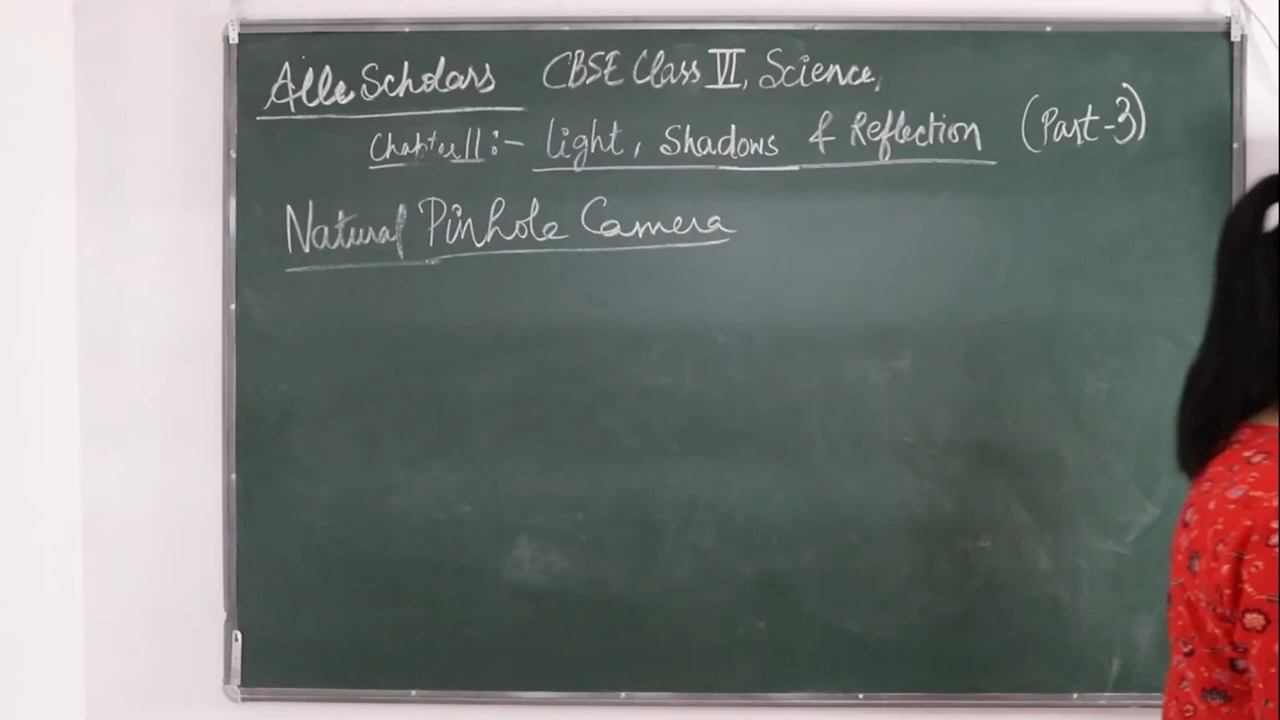 Alle Scholars CBSE Class VI, Science,
Chapter 11 :- Light, Shadows & Reflection (Part-3)
Natural Pinhole Camera